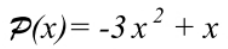 𝒫(x) = -3x² + x